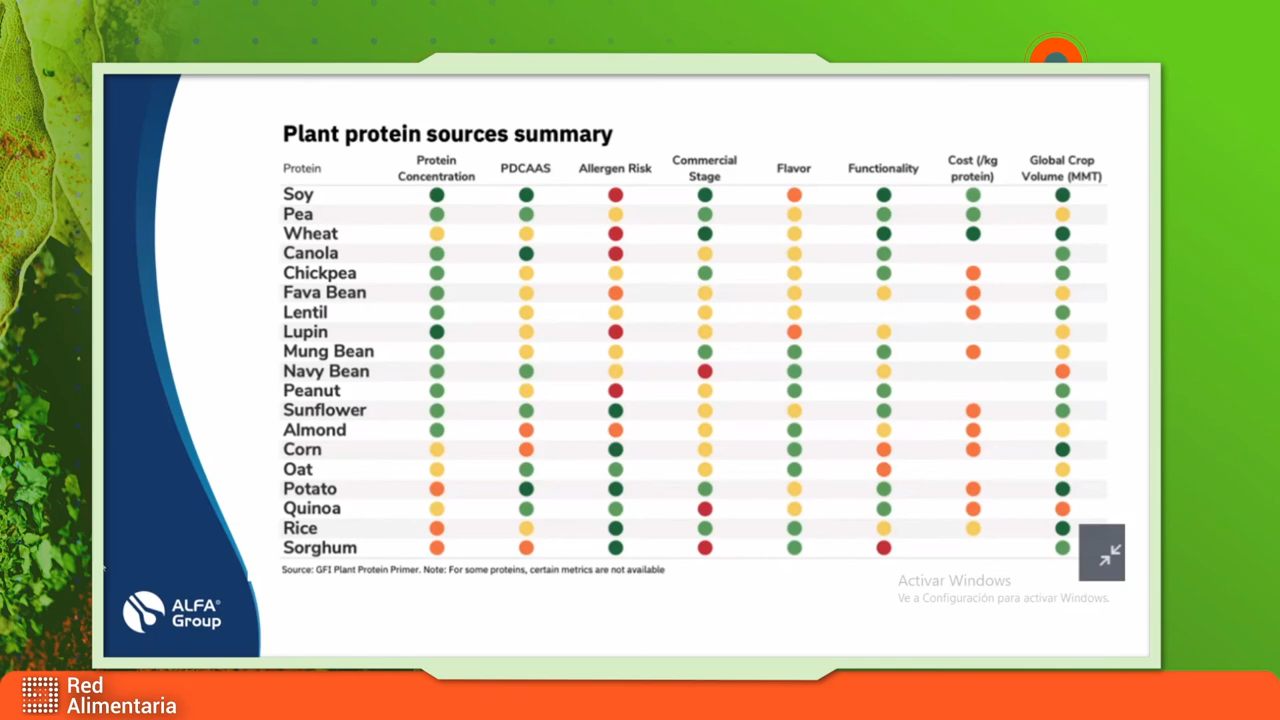 Plant protein sources summary
Protein
Protein Concentration
PDCAAS
Allergen Risk
Commercial Stage
Flavor
Functionality
Cost (/kg protein)
Global Crop Volume (MMT)
Soy
Pea
Wheat
Canola
Chickpea
Fava Bean
Lentil
Lupin
Mung Bean
Navy Bean
Peanut
Sunflower
Almond
Corn
Oat
Potato
Quinoa
Rice
Sorghum
Source: GFI Plant Protein Primer. Note: For some proteins, certain metrics are not available
Activar Windows
Ve a Configuración para activar Windows.
ALFA®
Group
Red
Alimentaria